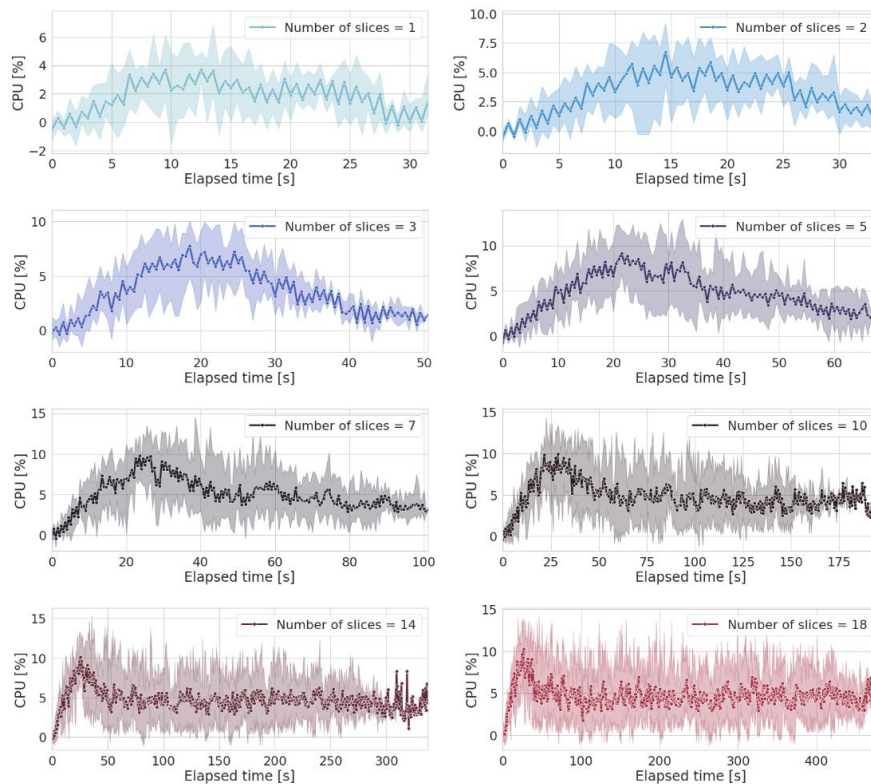 Number of slices = 1
CPU [%]
6
4
2
0
−2
0 5 10 15 20 25 30
Elapsed time [s]
Number of slices = 2
CPU [%]
10.0
7.5
5.0
2.5
0.0
0 5 10 15 20 25 30
Elapsed time [s]
Number of slices = 3
CPU [%]
10
5
0
0 10 20 30 40 50
Elapsed time [s]
Number of slices = 5
CPU [%]
10
5
0
0 10 20 30 40 50 60
Elapsed time [s]
Number of slices = 7
CPU [%]
15
10
5
0
0 20 40 60 80 100
Elapsed time [s]
Number of slices = 10
CPU [%]
15
10
5
0
0 25 50 75 100 125 150 175
Elapsed time [s]
Number of slices = 14
CPU [%]
15
10
5
0
0 50 100 150 200 250 300
Elapsed time [s]
Number of slices = 18
CPU [%]
15
10
5
0
0 100 200 300 400
Elapsed time [s]